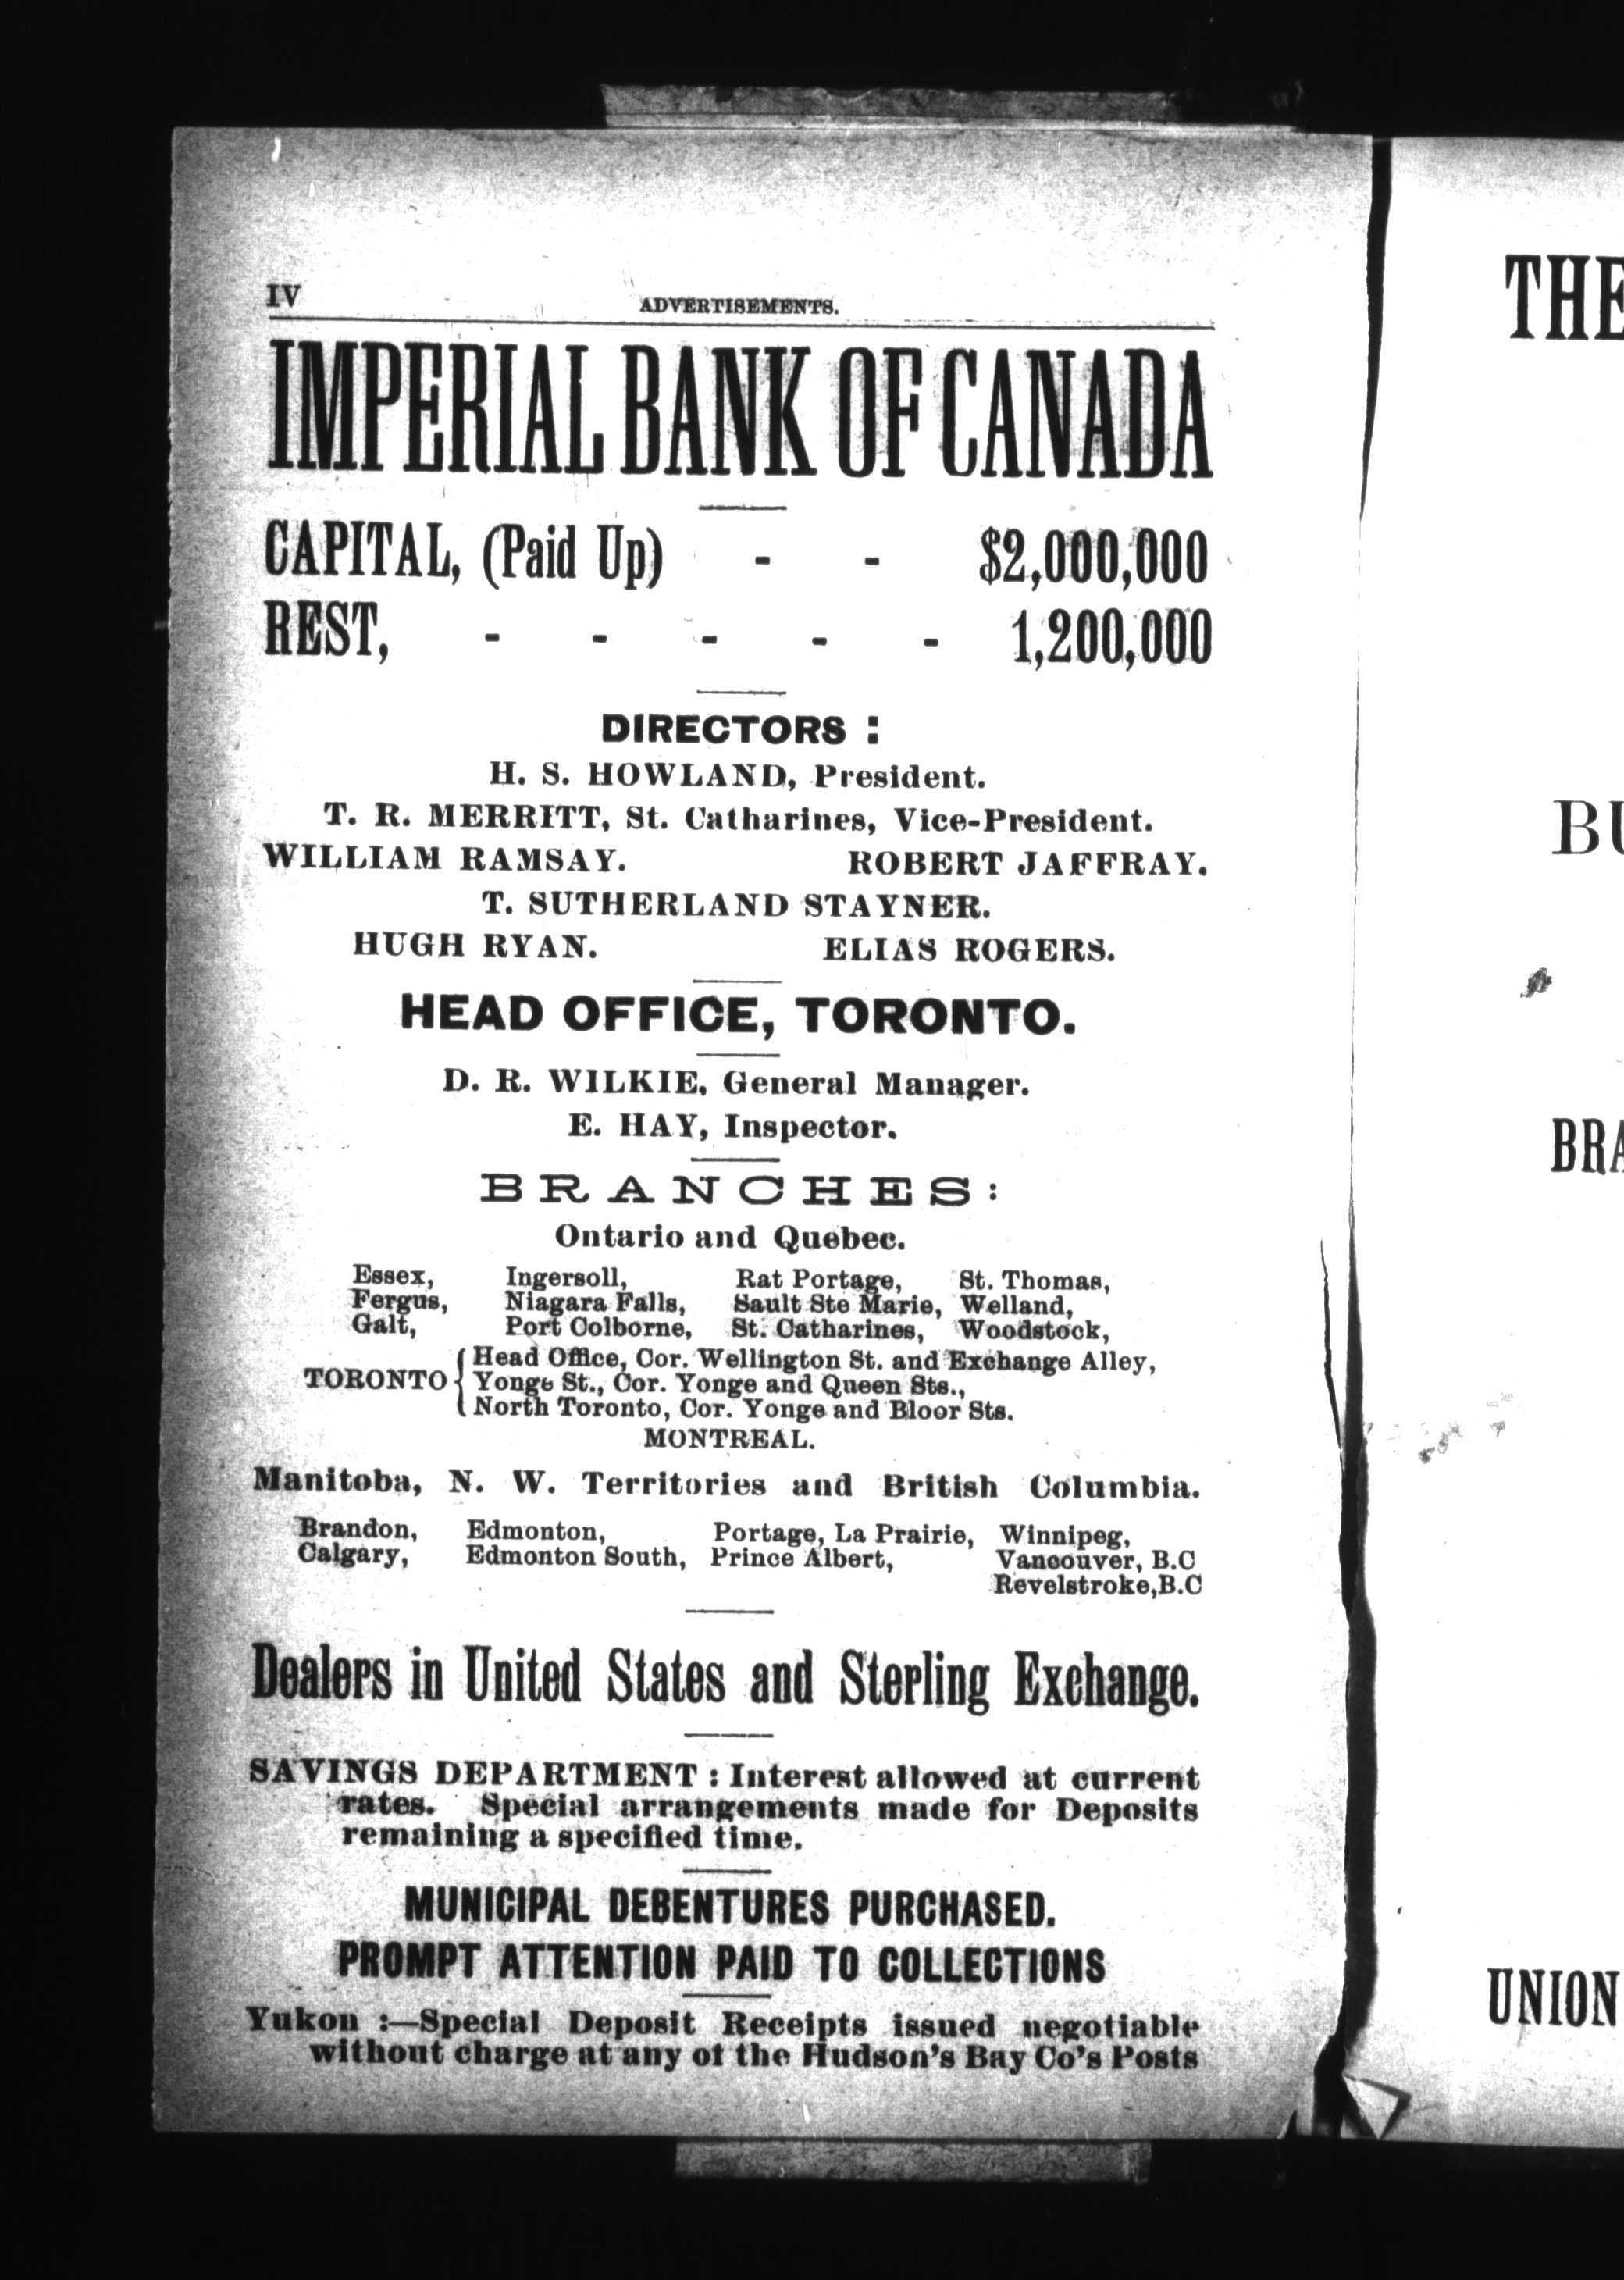 IV
ADVERTISEMENTS.
IMPERIAL BANK OF CANADA
CAPITAL, (Paid Up) - - $2,000,000
REST, - - - - - 1,200,000
DIRECTORS :
H. S. HOWLAND, President.
T. R. MERRITT, St. Catharines, Vice-President.
WILLIAM RAMSAY. ROBERT JAFFRAY.
T. SUTHERLAND STAYNER.
HUGH RYAN. ELIAS ROGERS.
HEAD OFFICE, TORONTO.
D. R. WILKIE, General Manager.
E. HAY, Inspector.
BRANCHES:
Ontario and Quebec.
Essex, Ingersoll, Rat Portage, St. Thomas,
Fergus, Niagara Falls, Sault Ste Marie, Welland,
Galt, Port Colborne, St. Catharines, Woodstock,
Head Office, Cor. Wellington St. and Exchange Alley,
TORONTO { Yonge St., Cor. Yonge and Queen Sts.,
North Toronto, Cor. Yonge and Bloor Sts.
MONTREAL.
Manitoba, N. W. Territories and British Columbia.
Brandon, Edmonton, Portage, La Prairie, Winnipeg,
Calgary, Edmonton South, Prince Albert, Vancouver, B.C
Revelstroke,B.C
Dealers in United States and Sterling Exchange.
SAVINGS DEPARTMENT : Interest allowed at current
rates. Special arrangements made for Deposits
remaining a specified time.
MUNICIPAL DEBENTURES PURCHASED.
PROMPT ATTENTION PAID TO COLLECTIONS
Yukon :—Special Deposit Receipts issued negotiable
without charge at any of the Hudson's Bay Co's Posts
THE
BU
BRA
UNION